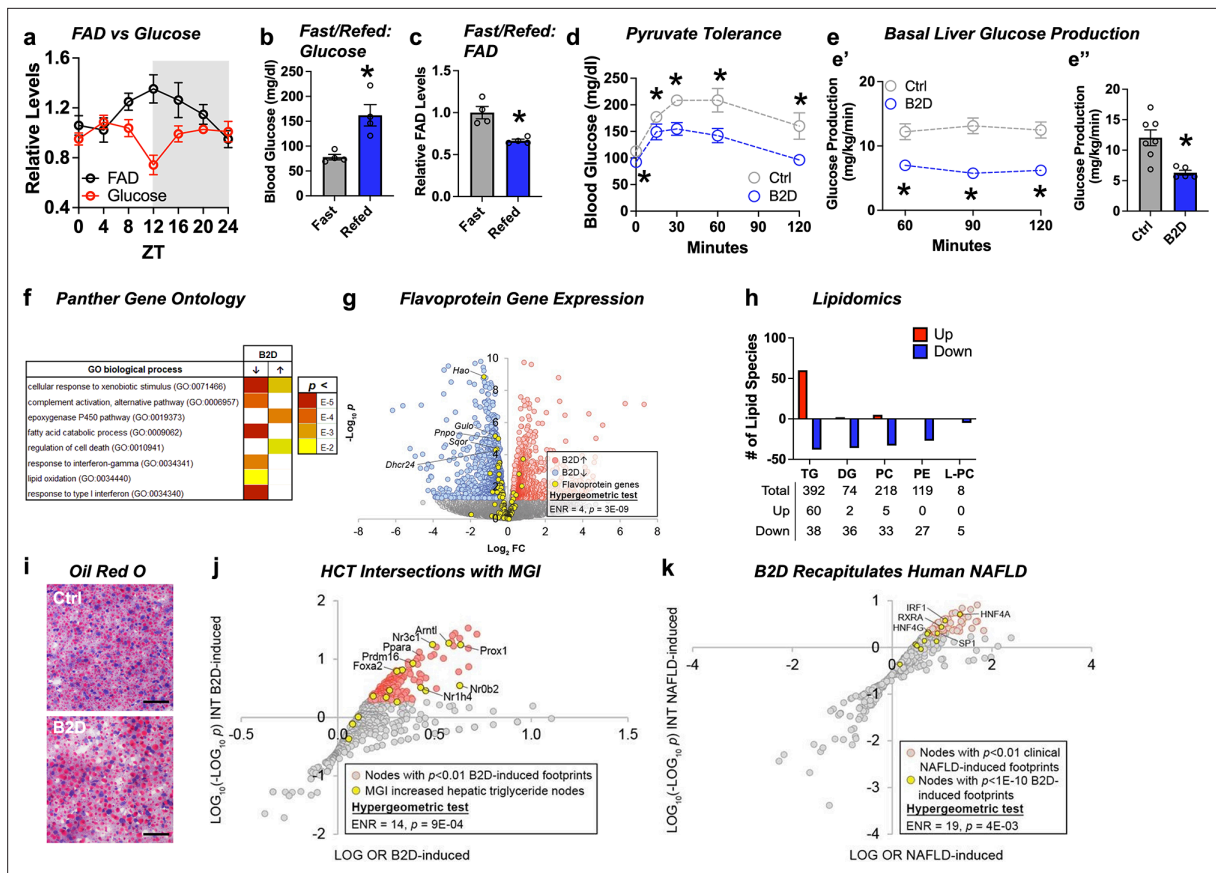 a FAD vs Glucose
Relative Levels
1.6
1.2
0.8
0.4
FAD
Glucose
0 4 8 12 16 20 24
ZT
b Fast/Refed:
Glucose
Blood Glucose (mg/dl)
250
200
150
100
50
0
*
Fast
Refed
c Fast/Refed:
FAD
Relative FAD Levels
1.5
1.0
0.5
0.0
*
Fast
Refed
d Pyruvate Tolerance
Blood Glucose (mg/dl)
250
200
150
100
50
0
* * * *
*
Ctrl
B2D
0 30 60 120
Minutes
e Basal Liver Glucose Production
e'
Glucose Production
(mg/kg/min)
20
10
0
Ctrl
B2D
* * *
60 90 120
Minutes
e"
Glucose Production
(mg/kg/min)
20
15
10
5
0
*
Ctrl
B2D
f Panther Gene Ontology
B2D
GO biological process ↓ ↑
cellular response to xenobiotic stimulus (GO:0071466)
complement activation, alternative pathway (GO:0006957)
epoxygenase P450 pathway (GO:0019373)
fatty acid catabolic process (GO:0009062)
regulation of cell death (GO:0010941)
response to interferon-gamma (GO:0034341)
lipid oxidation (GO:0034440)
response to type I interferon (GO:0034340)
p <
E-5
E-4
E-3
E-2
g Flavoprotein Gene Expression
-Log10 p
10
8
6
4
Hao
Gulo
Pnpo
Sqor
Dhcr24
B2D↑
B2D↓
Flavoprotein genes
Hypergeometric test
ENR = 4, p = 3E-09
0
-8 -6 -4 -2 0 2 4 6 8
Log2 FC
h Lipidomics
# of Lipid Species
100
50
0
-50
Up
Down
TG DG PC PE L-PC
Total 392 74 218 119 8
Up 60 2 5 0 0
Down 38 36 33 27 5
i Oil Red O
Ctrl
B2D
j HCT Intersections with MGI
LOG10(-LOG10 p) INT B2D-induced
2
1
0
-1
-2
Arntl
Nr3c1
Ppara
Prdm16
Foxa2
Prox1
Nr0b2
Nr1h4
-0.5 0 0.5 1.0 1.5
Nodes with p<0.01 B2D-induced footprints
MGI increased hepatic triglyceride nodes
Hypergeometric test
ENR = 14, p = 9E-04
LOG OR B2D-induced
k B2D Recapitulates Human NAFLD
LOG10(-LOG10 p) INT NAFLD-induced
1
0
-1
-2
-3
-4
IRF1
RXRA
HNF4G
HNF4A
SP1
-4 -2 0 2 4
Nodes with p<0.01 clinical
NAFLD-induced footprints
Nodes with p<1E-10 B2D-
induced footprints
Hypergeometric test
ENR = 19, p = 4E-03
LOG OR NAFLD-induced